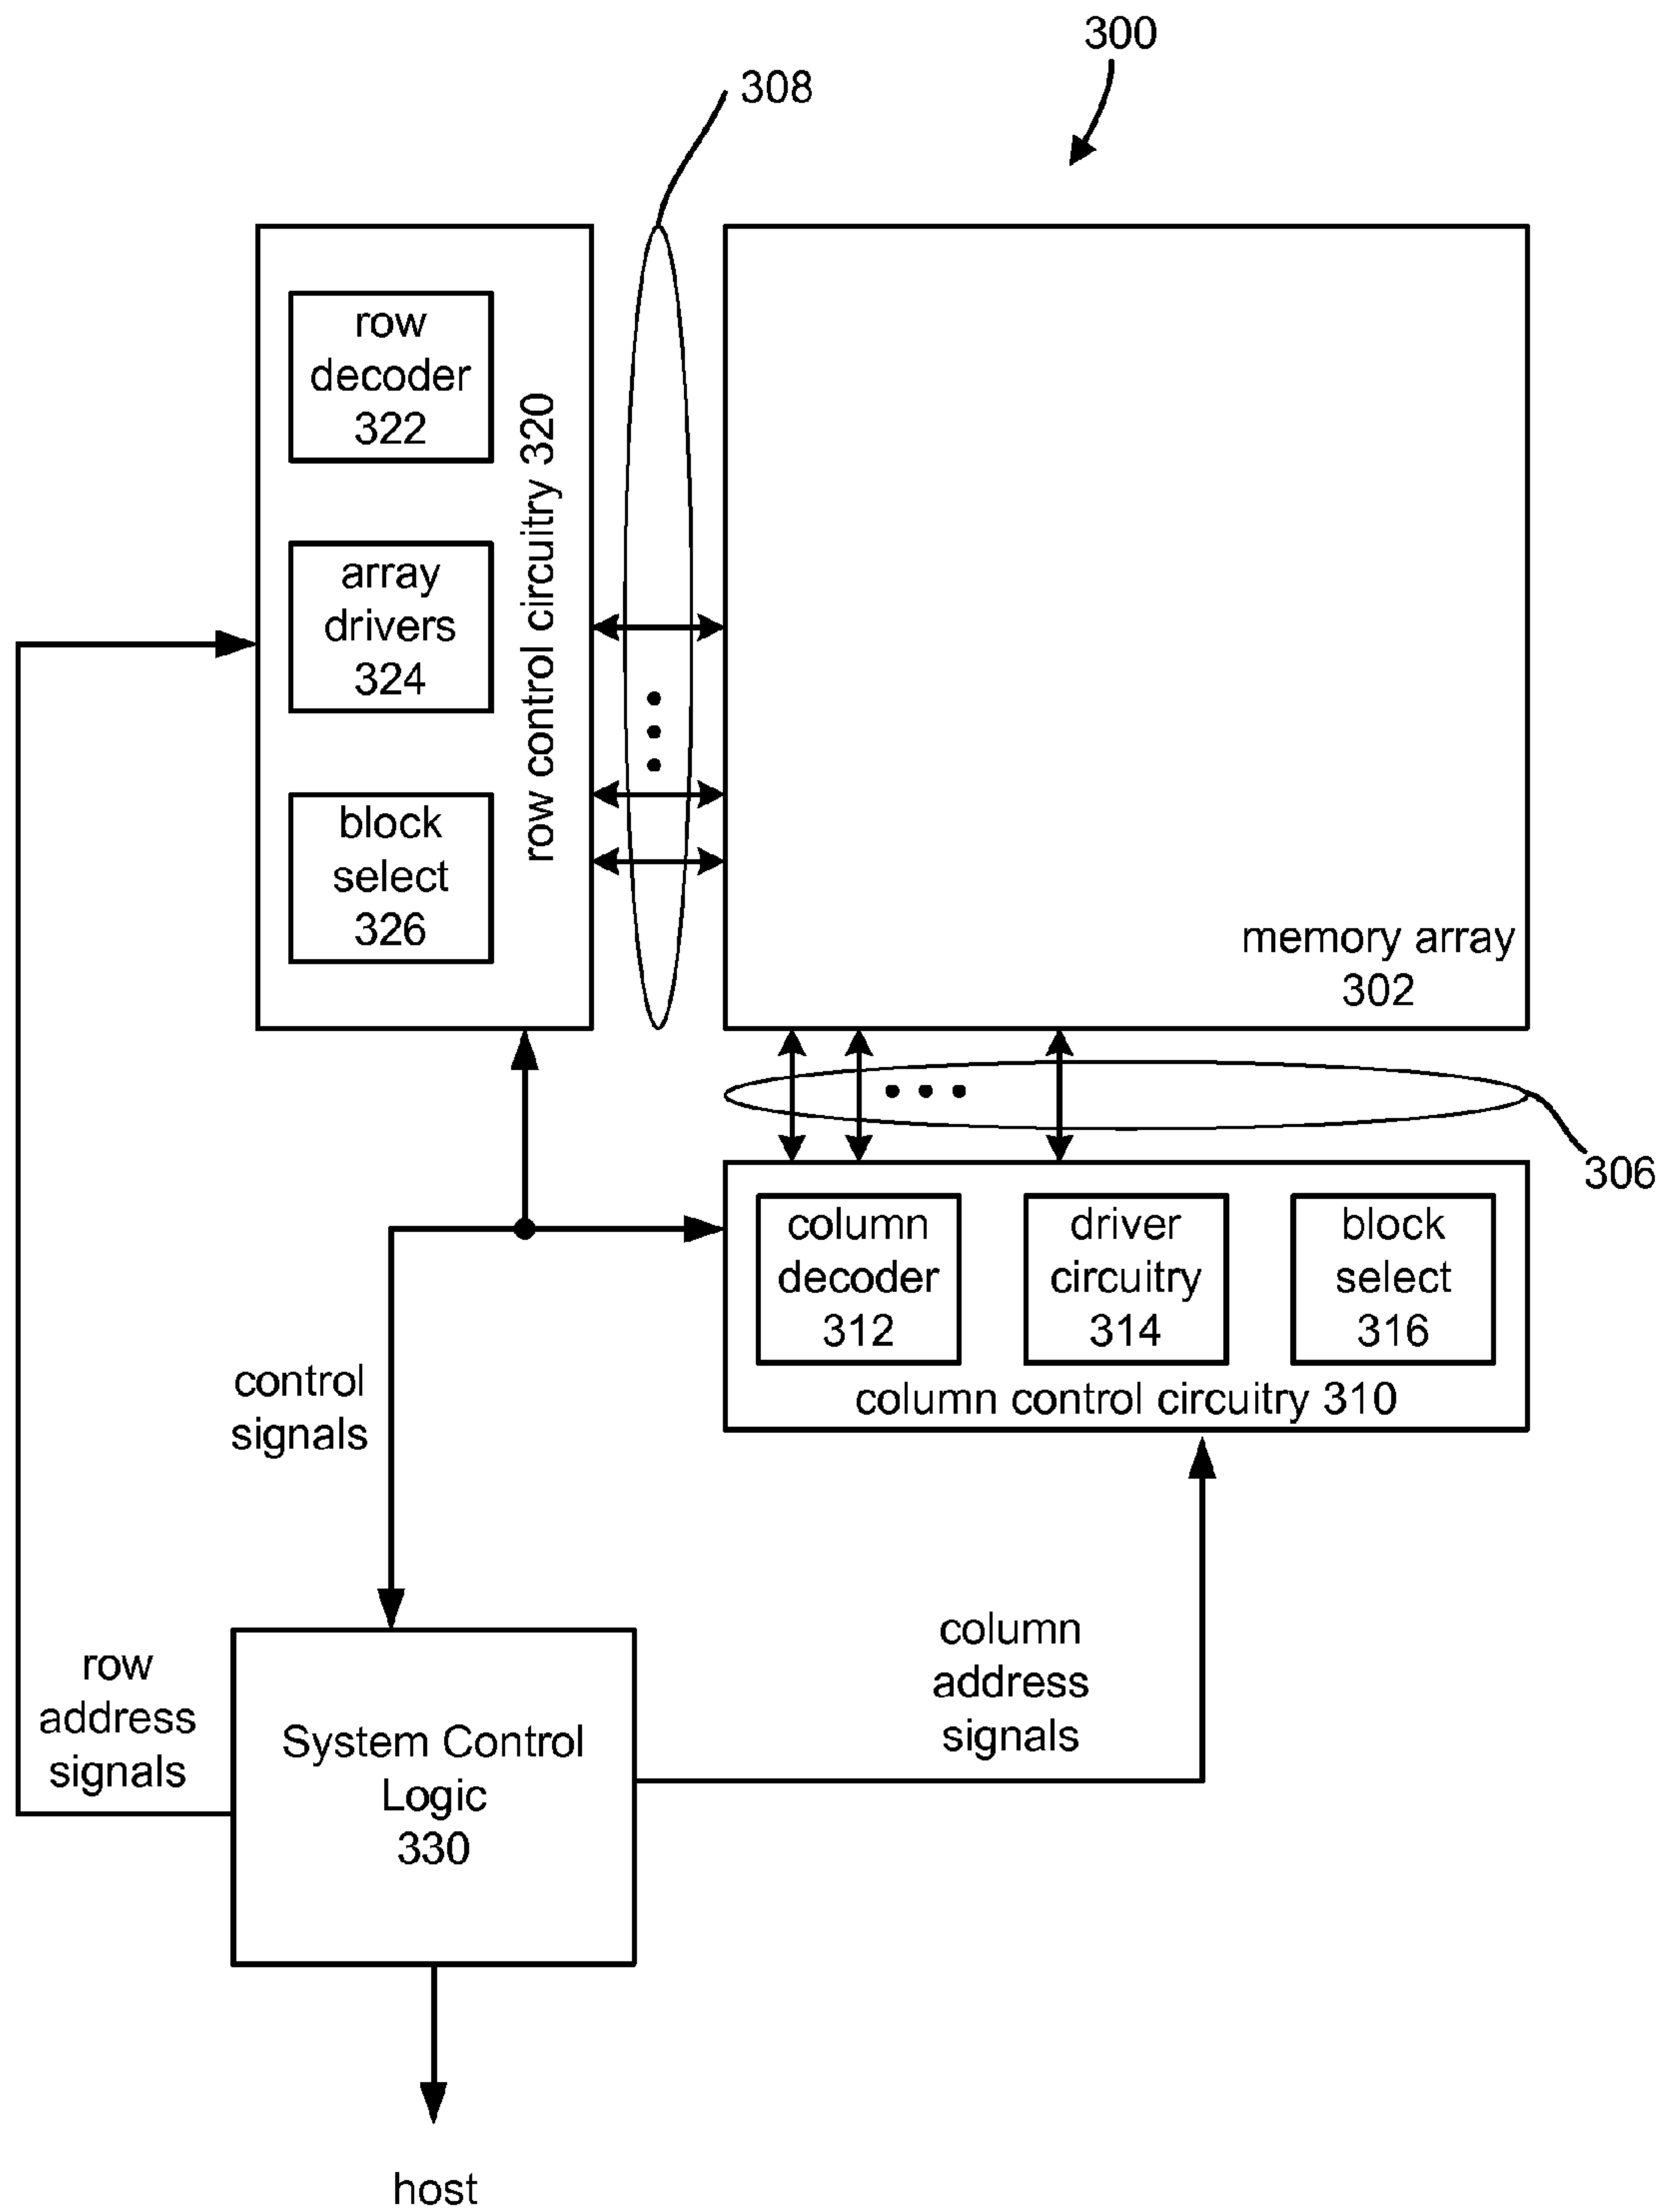 300
308
row
decoder
322
array
drivers
324
block
select
326
row control circuitry 320
memory array
302
306
column
decoder
312
driver
circuitry
314
block
select
316
column control circuitry 310
control
signals
row
address
signals
System Control
Logic
330
column
address
signals
host